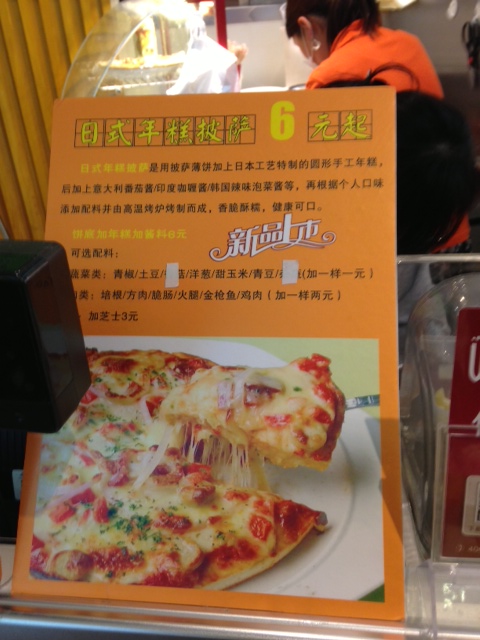 日式年糕披萨 6 元起
日式年糕披萨是用披萨薄饼加上日本工艺特制的圆形手工年糕，
后加上意大利番茄酱/印度咖喱酱/韩国辣味泡菜酱等，再根据个人口味
添加配料并由高温烤炉烤制而成，香脆酥糯，健康可口。
饼底加年糕加酱料6元
新品上市
可选配料：
蔬菜类：青椒/土豆/菇/洋葱/甜玉米/青豆/(加一样一元）
类：培根/方肉/脆肠/火腿/金枪鱼/鸡肉（加一样两元）
：加芝士3元